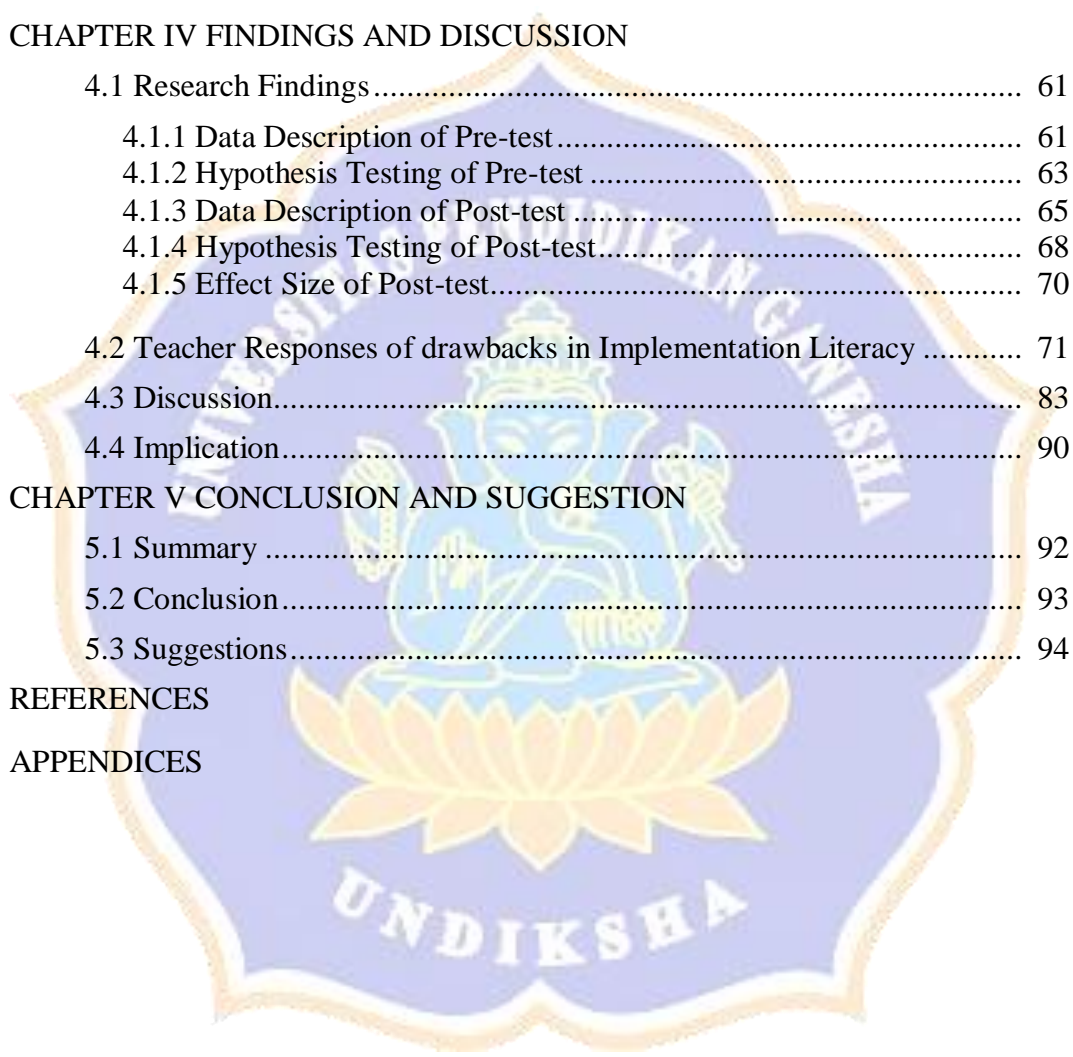 CHAPTER IV FINDINGS AND DISCUSSION
4.1 Research Findings.............................................................................. 61
4.1.1 Data Description of Pre-test........................................................ 61
4.1.2 Hypothesis Testing of Pre-test .................................................... 63
4.1.3 Data Description of Post-test ...................................................... 65
4.1.4 Hypothesis Testing of Post-test................................................... 68
4.1.5 Effect Size of Post-test................................................................ 70
4.2 Teacher Responses of drawbacks in Implementation Literacy ............ 71
4.3 Discussion.......................................................................................... 83
4.4 Implication......................................................................................... 90
CHAPTER V CONCLUSION AND SUGGESTION
5.1 Summary ........................................................................................... 92
5.2 Conclusion......................................................................................... 93
5.3 Suggestions........................................................................................ 94
REFERENCES
APPENDICES
UNIVERSITAS PENDIDIKAN GANESHA
UNDIKSHA